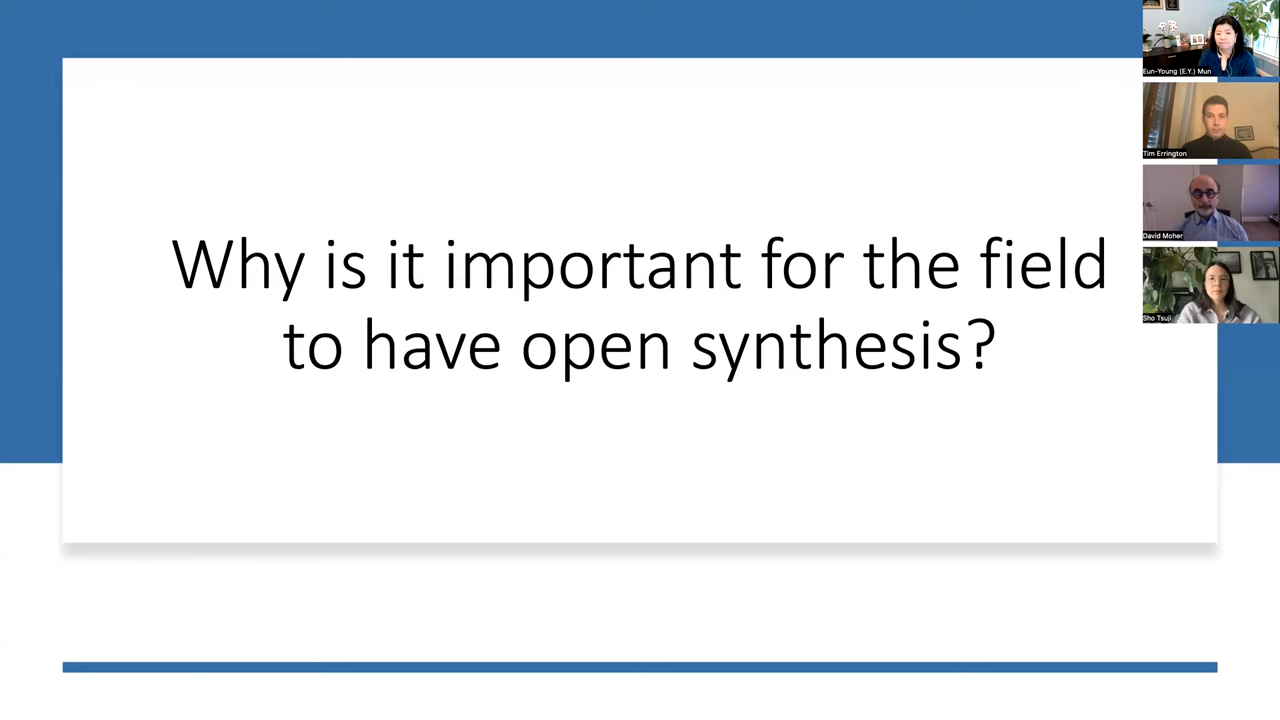 Why is it important for the field
to have open synthesis?
Eun-Young (E.Y.) Mun
Tim Errington
David Moher
Sho Tsuji